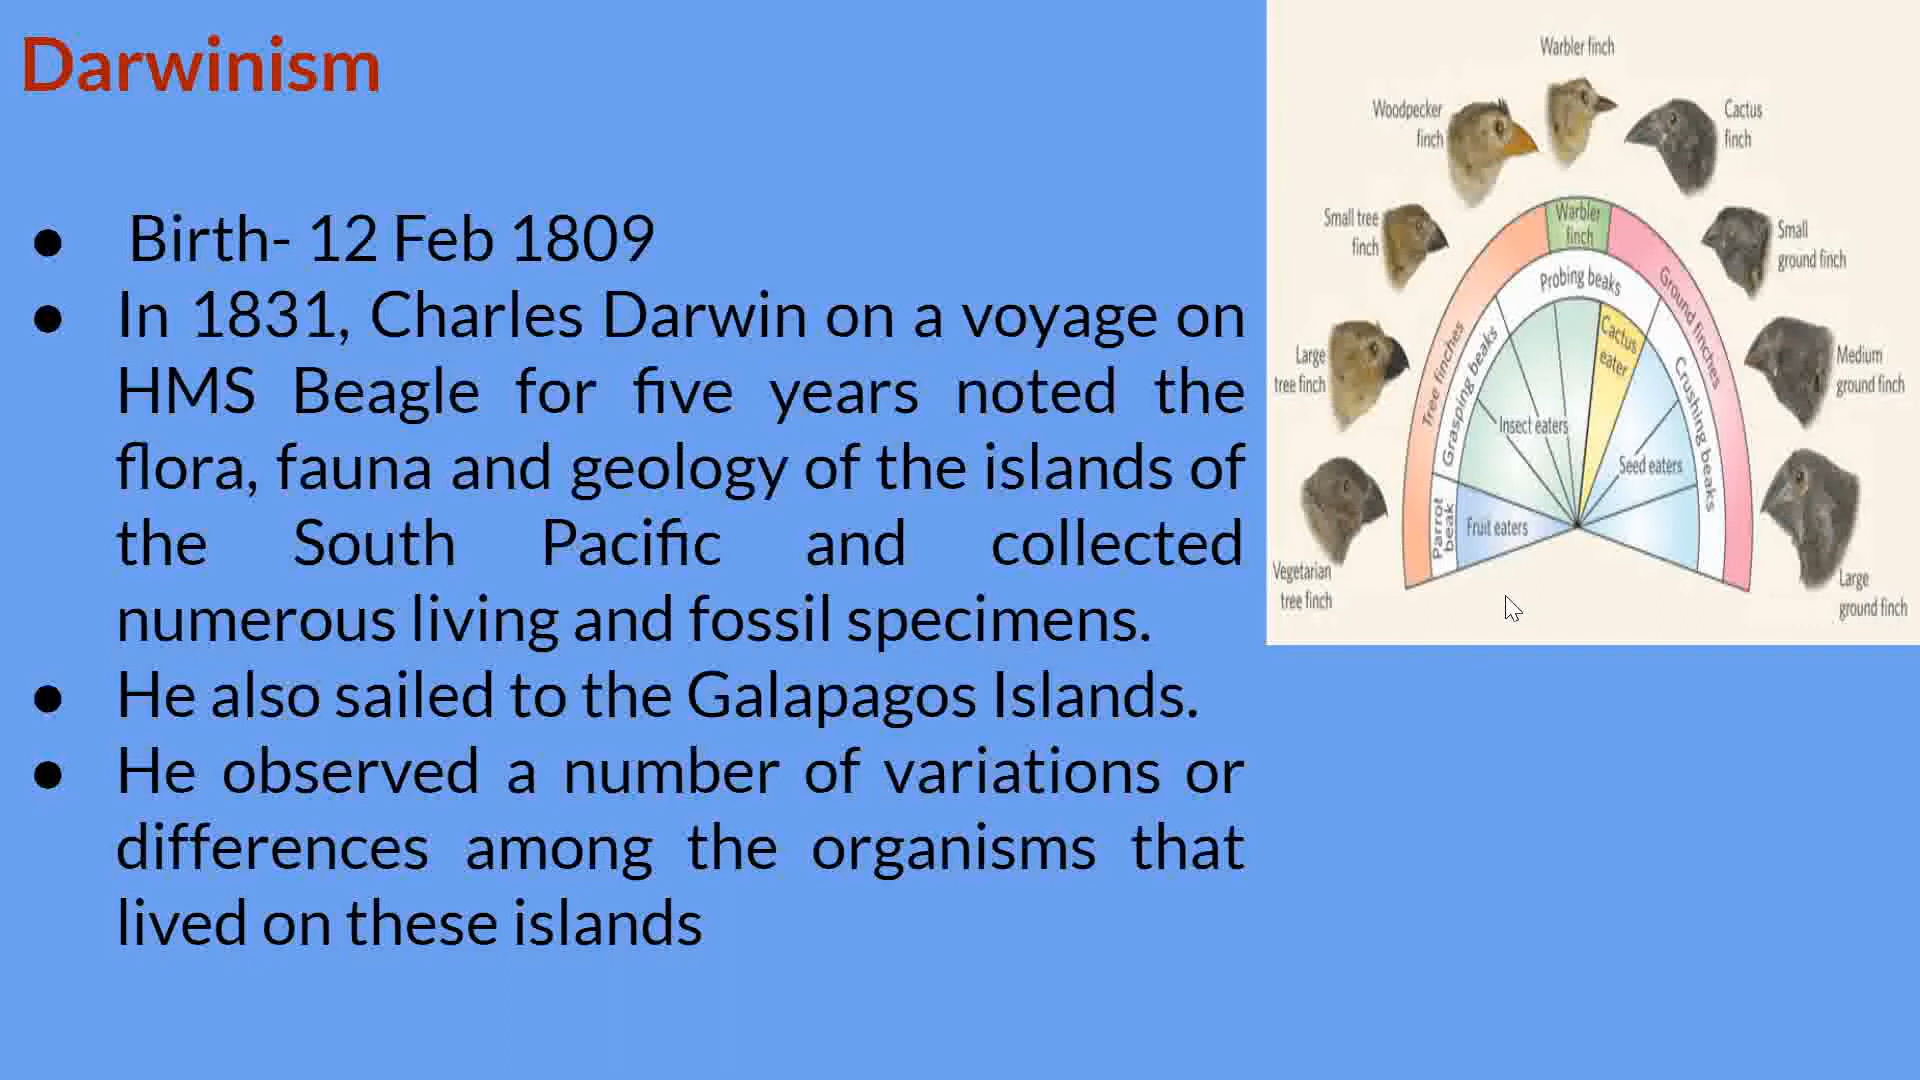 Darwinism
● Birth- 12 Feb 1809
● In 1831, Charles Darwin on a voyage on
HMS Beagle for five years noted the
flora, fauna and geology of the islands of
the South Pacific and collected
numerous living and fossil specimens.
● He also sailed to the Galapagos Islands.
● He observed a number of variations or
differences among the organisms that
lived on these islands
Warbler finch
Woodpecker
finch
Cactus
finch
Small tree
finch
Small
ground finch
Large
tree finch
Medium
ground finch
Vegetarian
tree finch
Large
ground finch
Warbler
finch
Tree finches
Ground finches
Probing beaks
Grasping beaks
Crushing beaks
Parrot
beak
Cactus
eater
Insect eaters
Seed eaters
Fruit eaters